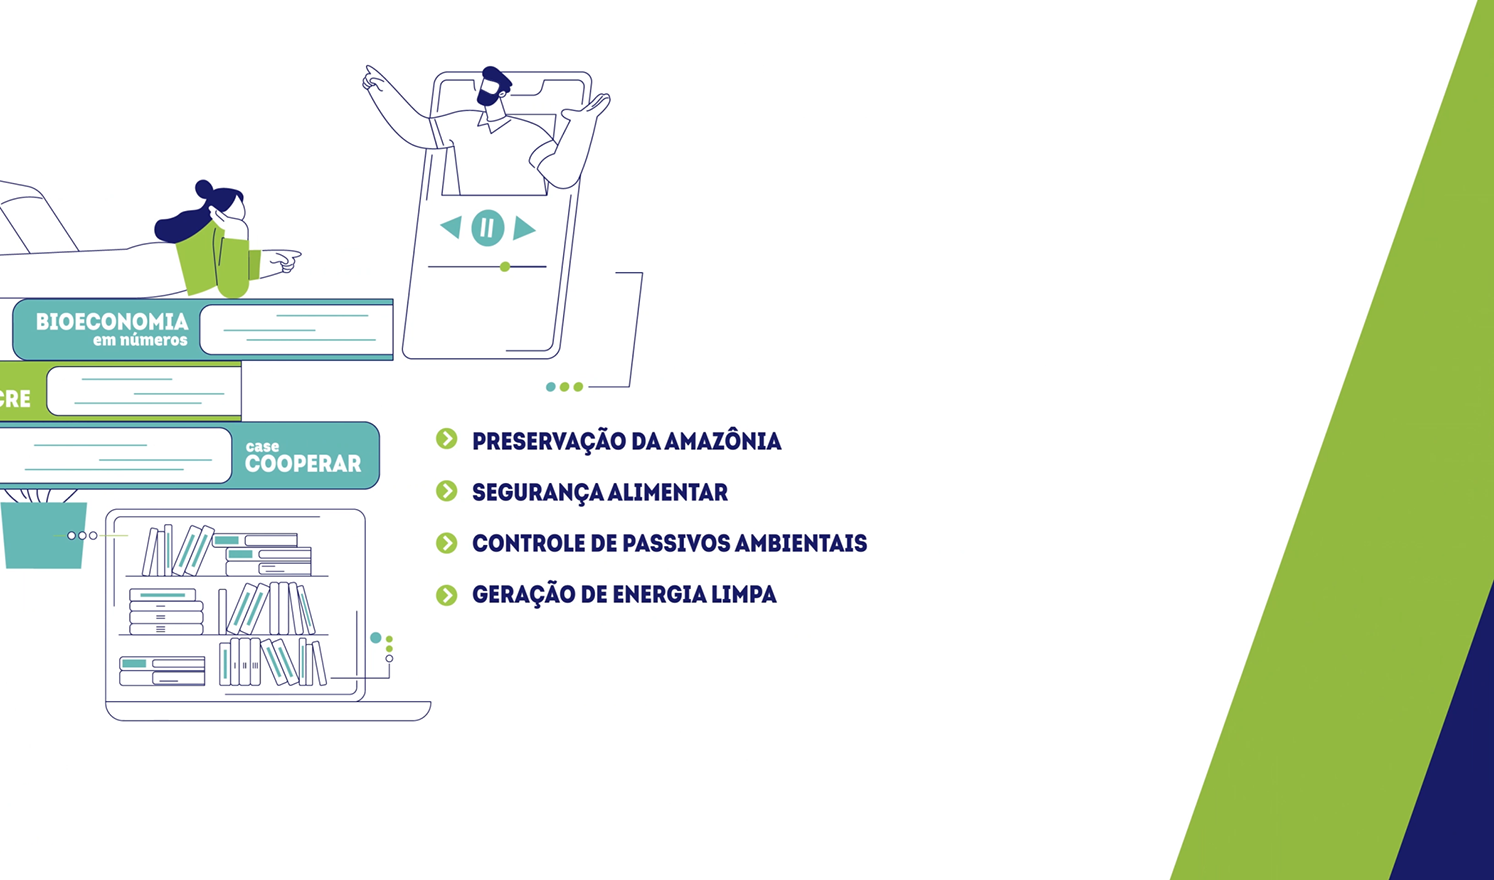 BIOECONOMIA
em números
CRE
case
COOPERAR
PRESERVAÇÃO DA AMAZÔNIA
SEGURANÇA ALIMENTAR
CONTROLE DE PASSIVOS AMBIENTAIS
GERAÇÃO DE ENERGIA LIMPA